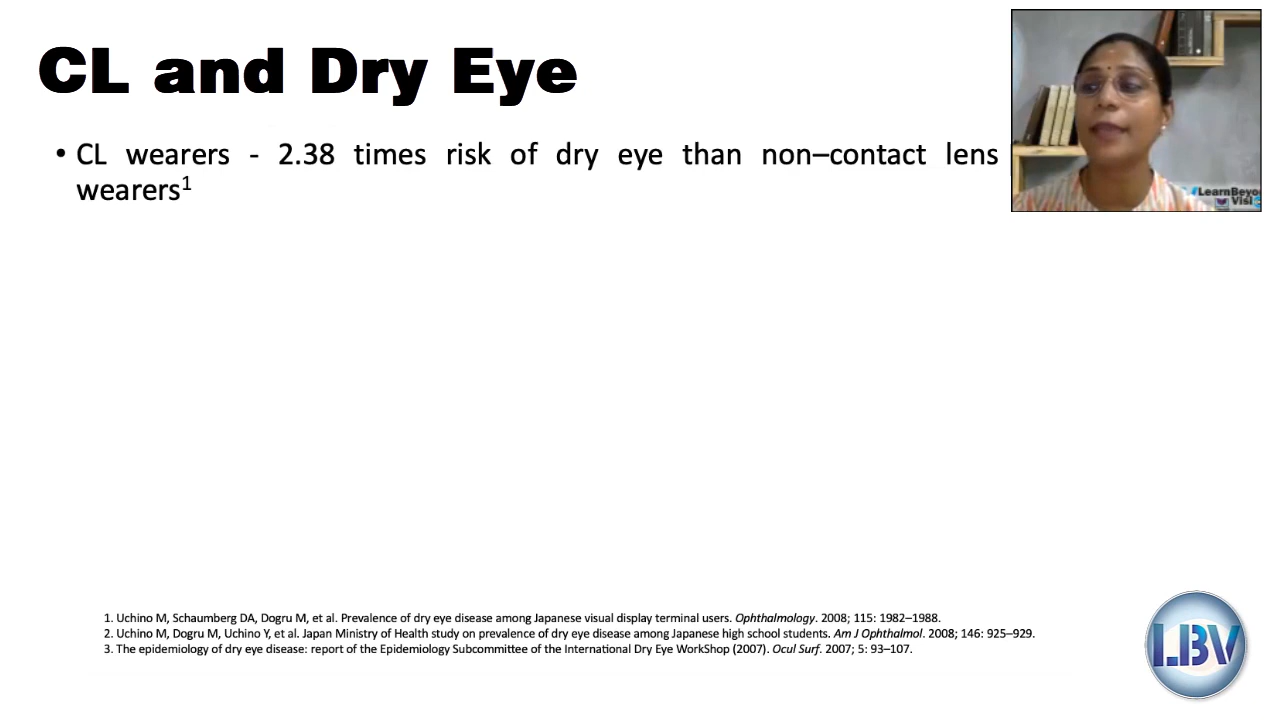 CL and Dry Eye
• CL wearers - 2.38 times risk of dry eye than non–contact lens
wearers1
LearnBeyo
Visi
1. Uchino M, Schaumberg DA, Dogru M, et al. Prevalence of dry eye disease among Japanese visual display terminal users. Ophthalmology. 2008; 115: 1982–1988.
2. Uchino M, Dogru M, Uchino Y, et al. Japan Ministry of Health study on prevalence of dry eye disease among Japanese high school students. Am J Ophthalmol. 2008; 146: 925–929.
3. The epidemiology of dry eye disease: report of the Epidemiology Subcommittee of the International Dry Eye WorkShop (2007). Ocul Surf. 2007; 5: 93–107.
LBV